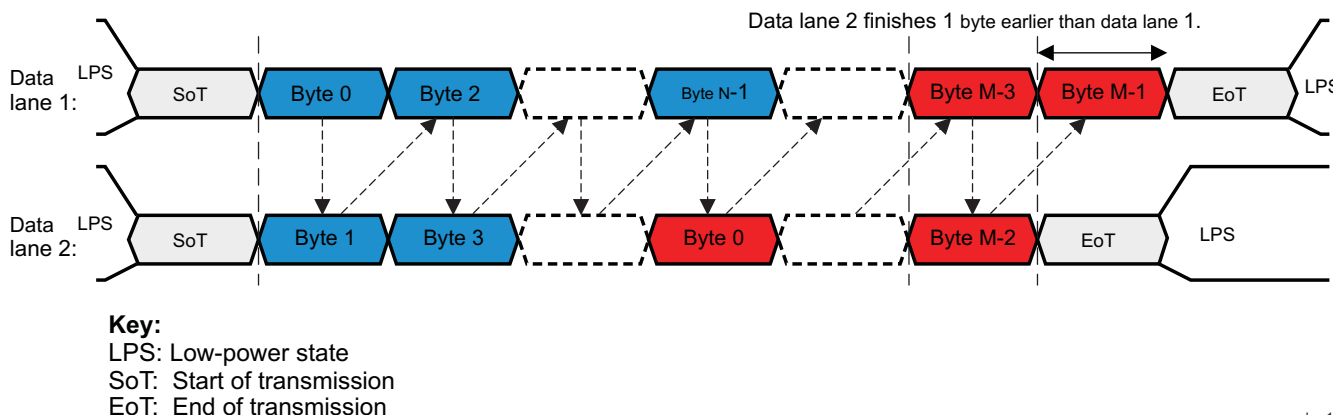 Data lane 2 finishes 1 byte earlier than data lane 1.
Data lane 1:
LPS
SoT
Byte 0
Byte 2
Byte N-1
Byte M-3
Byte M-1
EoT
LPS
Data lane 2:
LPS
SoT
Byte 1
Byte 3
Byte 0
Byte M-2
EoT
LPS
Key:
LPS: Low-power state
SoT: Start of transmission
EoT: End of transmission